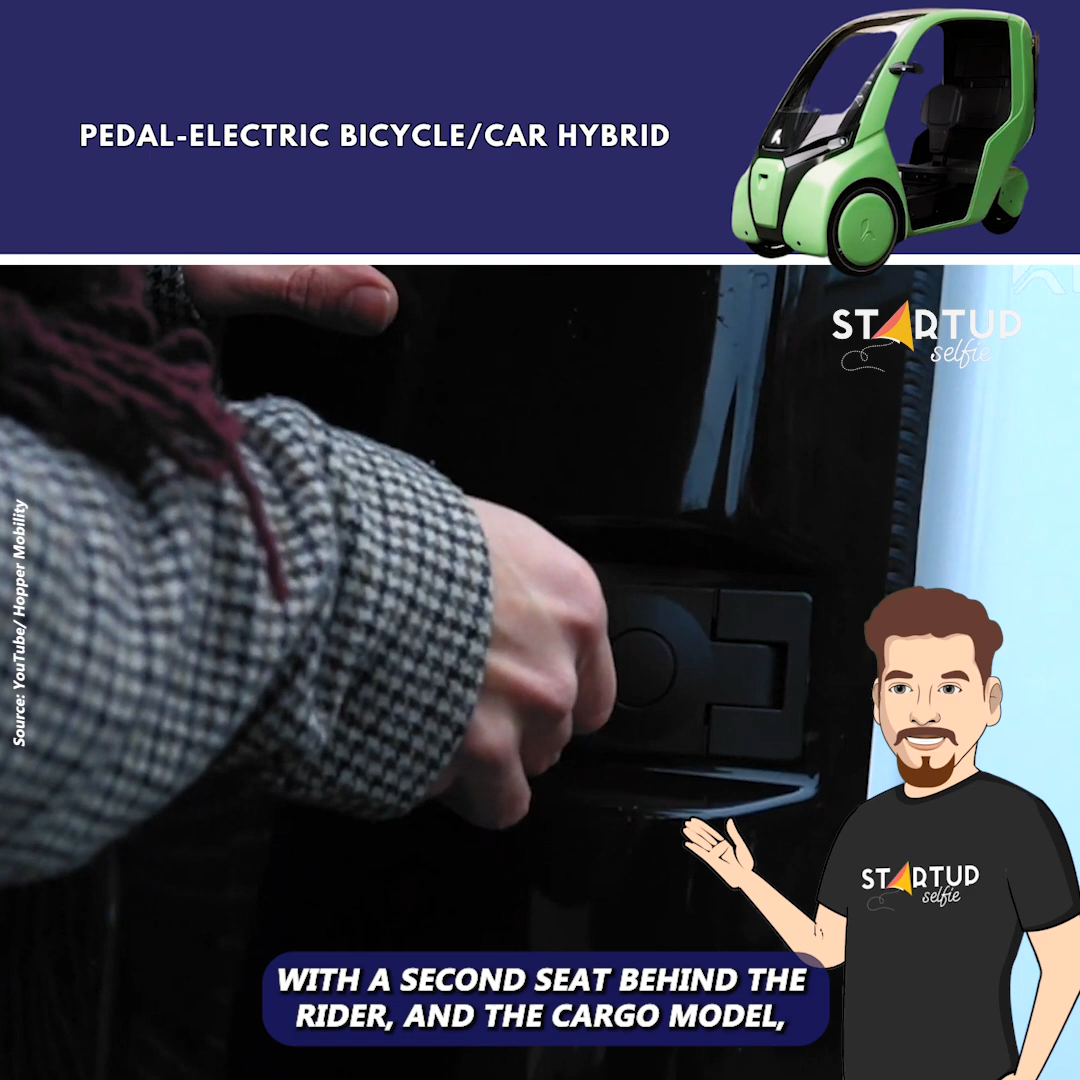 PEDAL-ELECTRIC BICYCLE/CAR HYBRID
STARTUP
selfie
Source: YouTube/ Hopper Mobility
STARTUP
selfie
WITH A SECOND SEAT BEHIND THE
RIDER, AND THE CARGO MODEL,